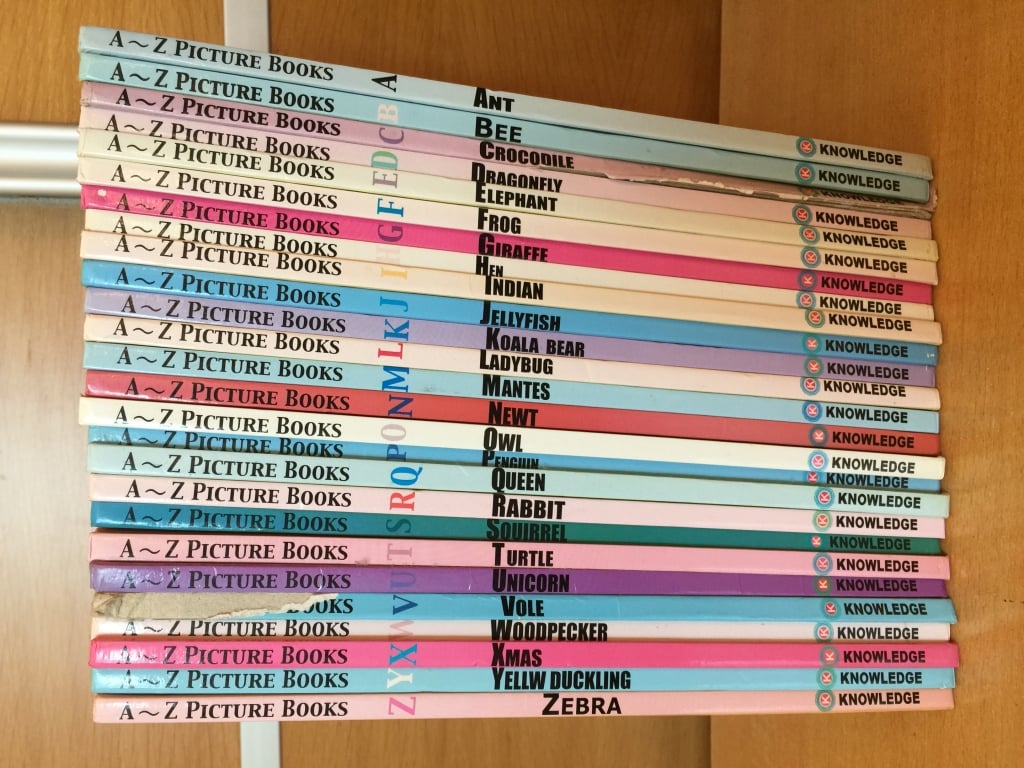 A~Z PICTURE BOOKS A ANT K KNOWLEDGE
A~Z PICTURE BOOKS B BEE K KNOWLEDGE
A~Z PICTURE BOOKS C CROCODILE
A~Z PICTURE BOOKS D DRAGONFLY K KNOWLEDGE
A~Z PICTURE BOOKS E ELEPHANT K KNOWLEDGE
A~Z PICTURE BOOKS F FROG K KNOWLEDGE
A~Z PICTURE BOOKS G GIRAFFE K KNOWLEDGE
A~Z PICTURE BOOKS H HEN K KNOWLEDGE
A~Z PICTURE BOOKS I INDIAN K KNOWLEDGE
A~Z PICTURE BOOKS J JELLYFISH K KNOWLEDGE
A~Z PICTURE BOOKS K KOALA BEAR K KNOWLEDGE
A~Z PICTURE BOOKS L LADYBUG K KNOWLEDGE
A~Z PICTURE BOOKS M MANTES K KNOWLEDGE
A~Z PICTURE BOOKS N NEWT K KNOWLEDGE
A~Z PICTURE BOOKS O OWL K KNOWLEDGE
A~Z PICTURE BOOKS P PENGUIN K KNOWLEDGE
A~Z PICTURE BOOKS Q QUEEN K KNOWLEDGE
A~Z PICTURE BOOKS R RABBIT K KNOWLEDGE
A~Z PICTURE BOOKS S SQUIRREL K KNOWLEDGE
A~Z PICTURE BOOKS T TURTLE K KNOWLEDGE
A~Z PICTURE BOOKS U UNICORN K KNOWLEDGE
V VOLE K KNOWLEDGE
A~Z PICTURE BOOKS W WOODPECKER K KNOWLEDGE
A~Z PICTURE BOOKS X XMAS K KNOWLEDGE
A~Z PICTURE BOOKS Y YELLW DUCKLING K KNOWLEDGE
A~Z PICTURE BOOKS Z ZEBRA K KNOWLEDGE